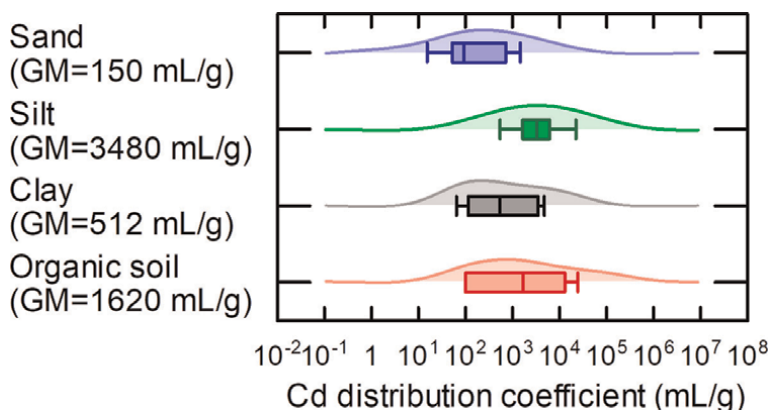 Sand
(GM=150 mL/g)
Silt
(GM=3480 mL/g)
Clay
(GM=512 mL/g)
Organic soil
(GM=1620 mL/g)
10⁻² 10⁻¹ 1 10¹ 10² 10³ 10⁴ 10⁵ 10⁶ 10⁷ 10⁸
Cd distribution coefficient (mL/g)